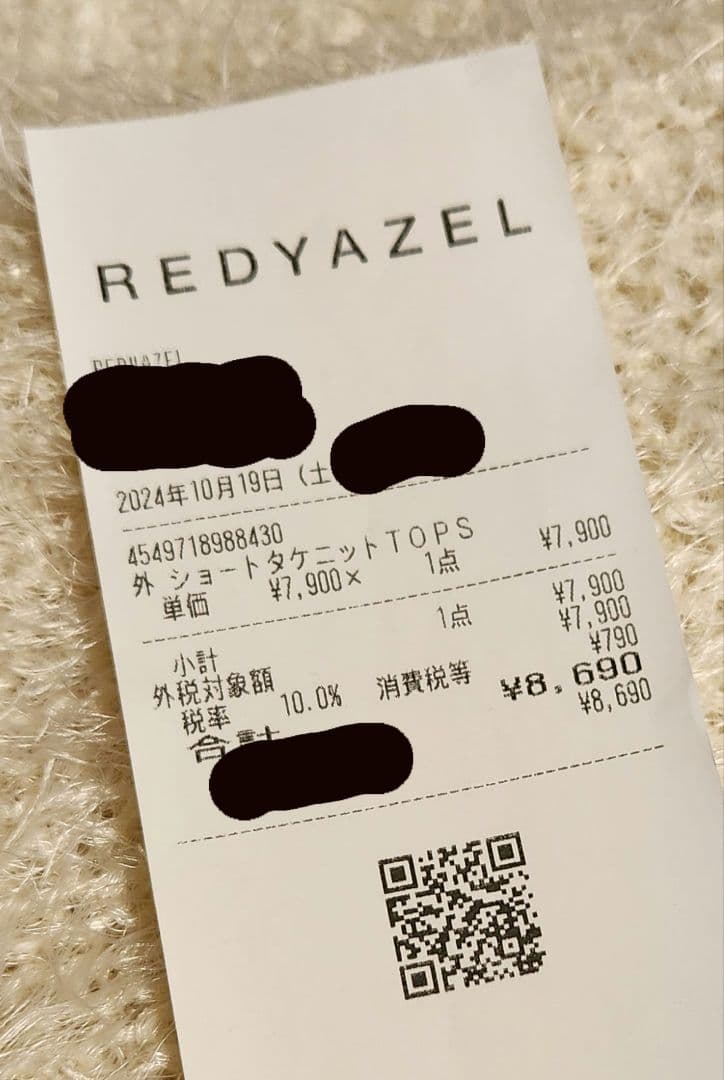 REDYAZEL
REDYAZEL
2024年10月19日（土
4549718988430
外 ショートタケニットTOPS ¥7,900
単価 ¥7,900× 1点
小計 1点 ¥7,900
外税対象額 ¥7,900
税率 10.0% 消費税等 ¥790
合計 ¥8,690
¥8,690